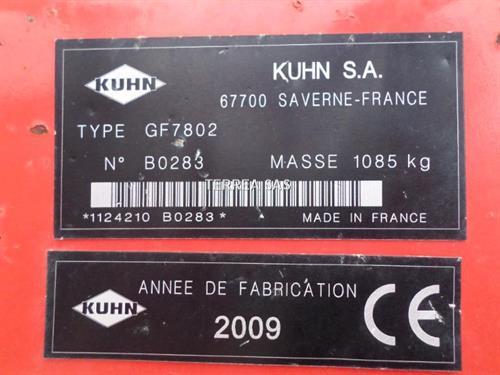 KUHN
KUHN S.A.
67700 SAVERNE-FRANCE
TYPE GF7802
N° B0283 MASSE 1085 kg
TERREA SAS
*1124210 B0283* MADE IN FRANCE
KUHN
ANNEE DE FABRICATION
2009
CE